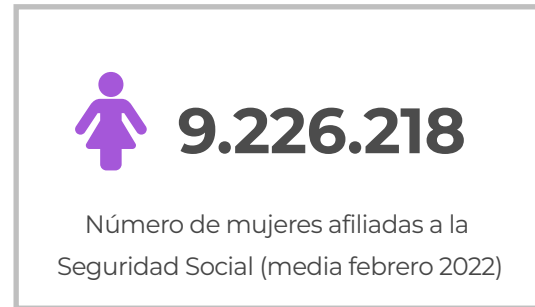 9.226.218
Número de mujeres afiliadas a la
Seguridad Social (media febrero 2022)